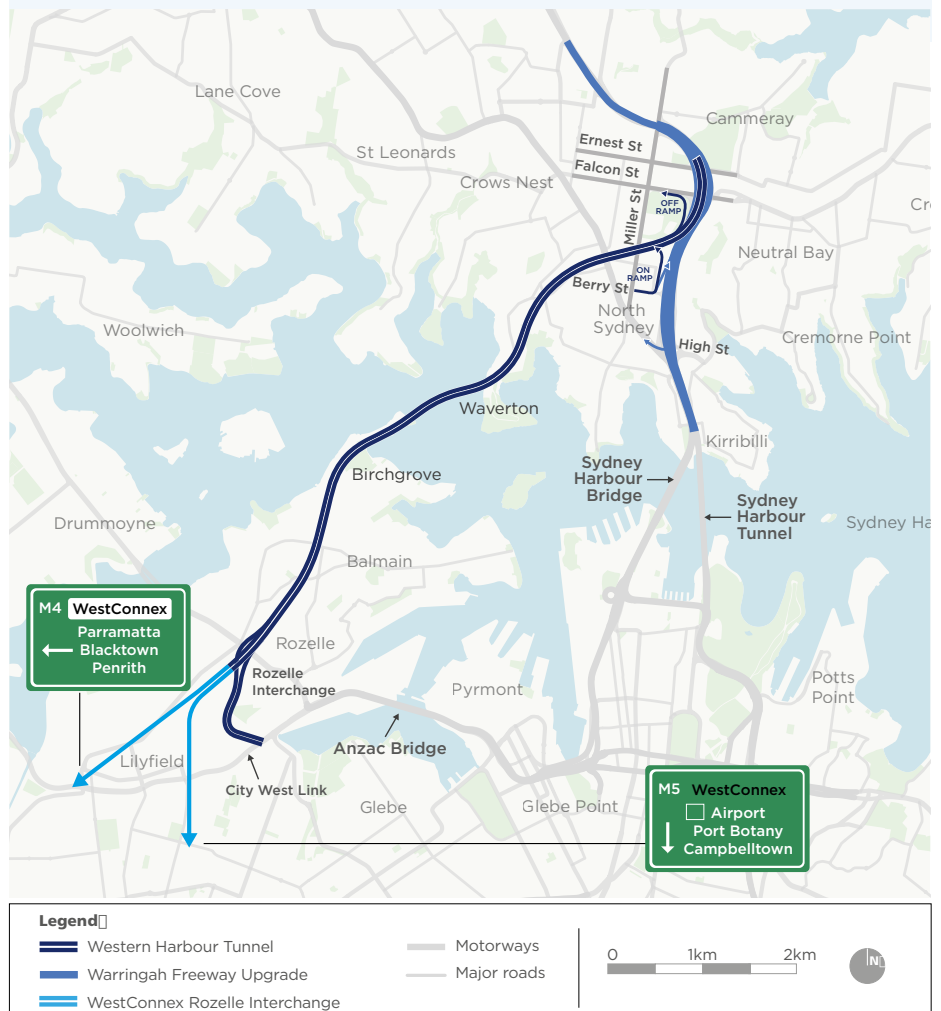 Lane Cove
Cammeray
Ernest St
St Leonards
Falcon St
Crows Nest
Miller St
OFF
RAMP
Neutral Bay
ON
RAMP
Berry St
North
Sydney
Woolwich
Cremorne Point
High St
Waverton
Kirribilli
Sydney
Harbour
Bridge
Birchgrove
Sydney
Harbour
Tunnel
Drummoyne
Sydney Ha
Balmain
M4 WestConnex
Parramatta
Blacktown
Penrith
Rozelle
Rozelle
Interchange
Pyrmont
Potts
Point
Anzac Bridge
Lilyfield
City West Link
Glebe
Glebe Point
M5 WestConnex
Airport
Port Botany
Campbelltown
Legend
Western Harbour Tunnel
Warringah Freeway Upgrade
WestConnex Rozelle Interchange
Motorways
Major roads
0 1km 2km
N